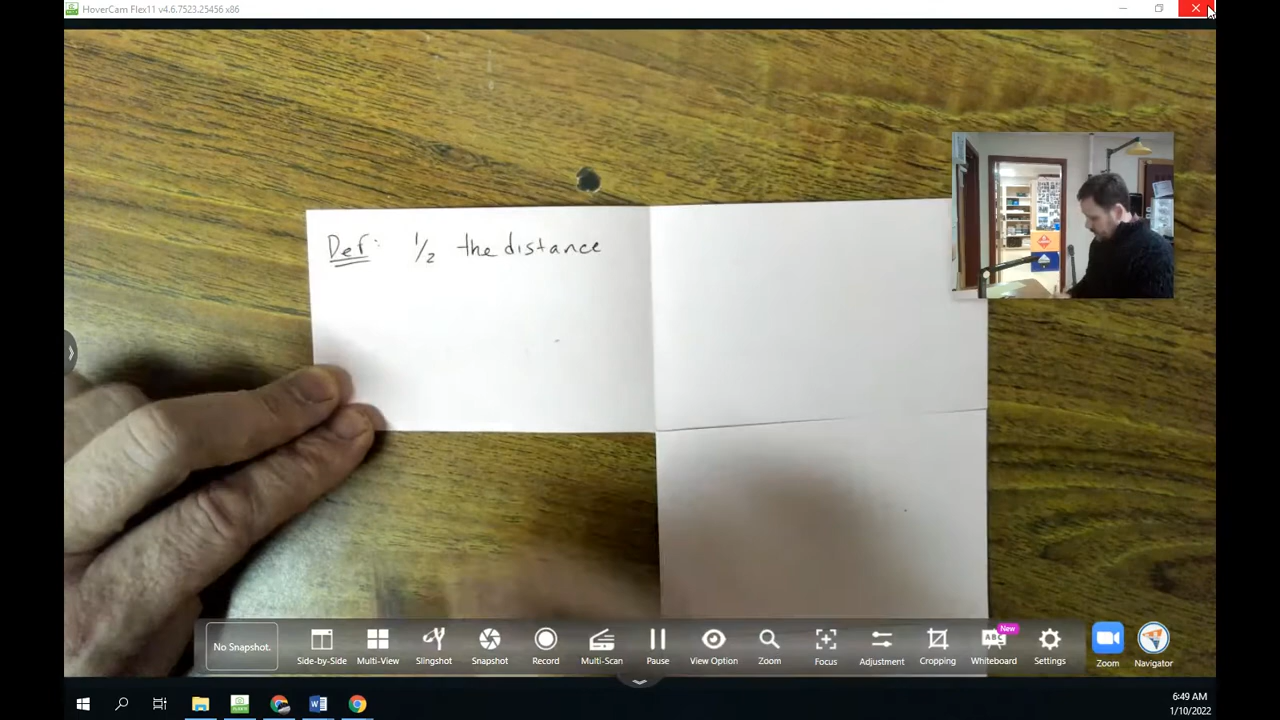 HoverCam Flex11 v4.6.7523.25456 x86
Def: 1/2 the distance
No Snapshot.
Side-by-Side
Multi-View
Slingshot
Snapshot
Record
Multi-Scan
Pause
View Option
Zoom
Focus
Adjustment
Cropping
New
ABC
Whiteboard
Settings
Zoom
Navigator
6:49 AM
1/10/2022